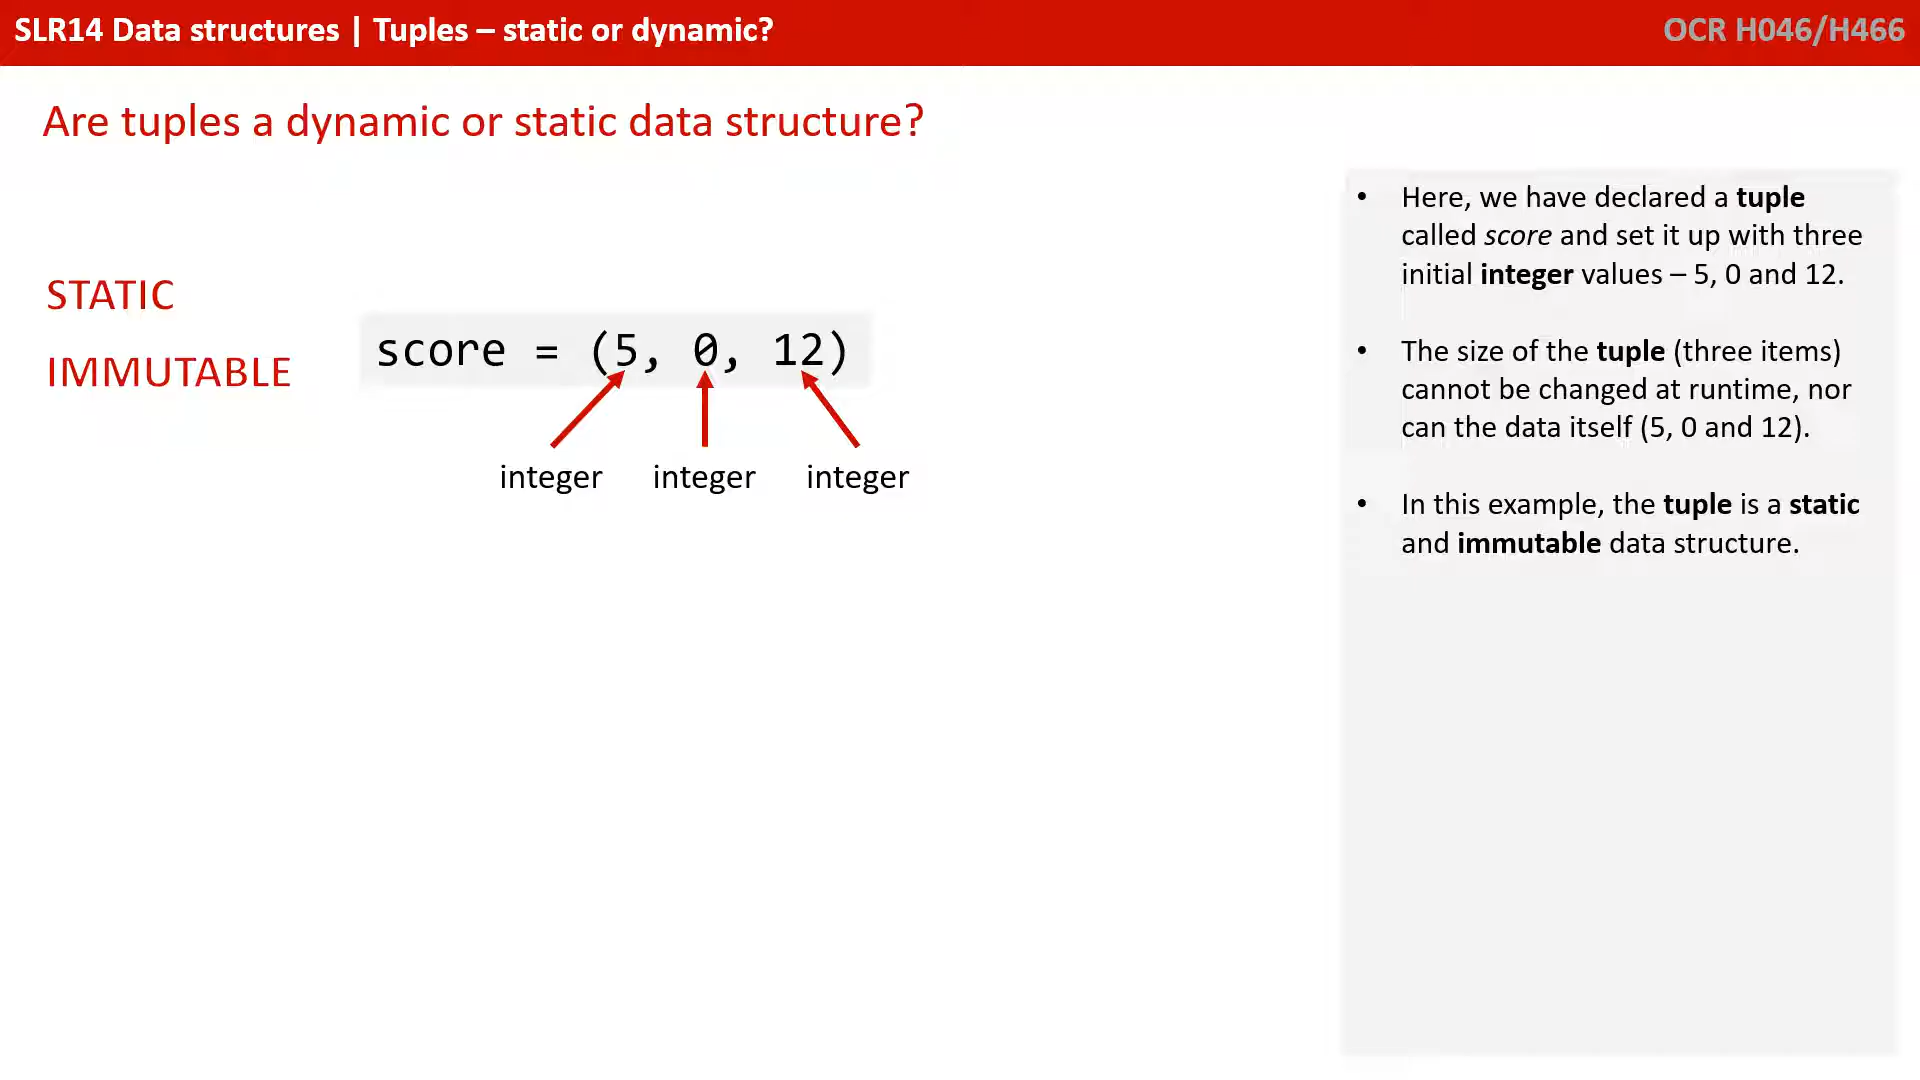 SLR14 Data structures | Tuples – static or dynamic?
OCR H046/H466
Are tuples a dynamic or static data structure?
STATIC
IMMUTABLE
score = (5, 0, 12)
integer integer integer
• Here, we have declared a tuple
called score and set it up with three
initial integer values – 5, 0 and 12.
• The size of the tuple (three items)
cannot be changed at runtime, nor
can the data itself (5, 0 and 12).
• In this example, the tuple is a static
and immutable data structure.